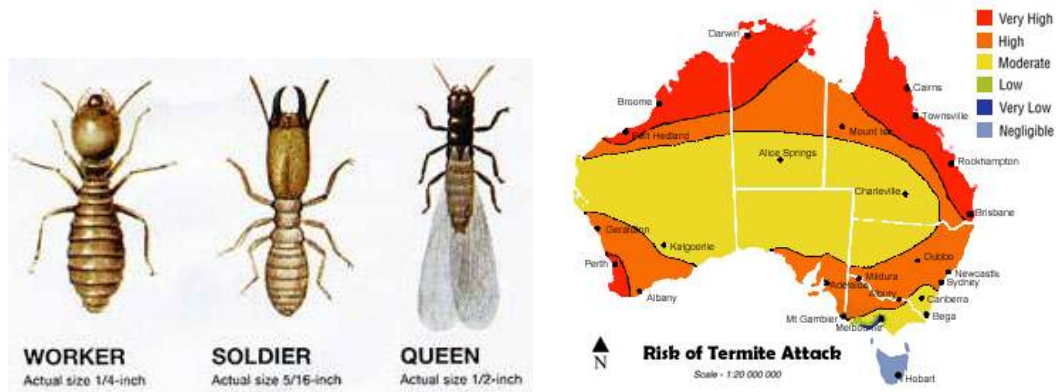 WORKER
Actual size 1/4-inch
SOLDIER
Actual size 5/16-inch
QUEEN
Actual size 1/2-inch
Very High
High
Moderate
Low
Very Low
Negligible
Darwin
Broome
Port Hedland
Cairns
Townsville
Mount Isa
Alice Springs
Rockhampton
Charleville
Brisbane
Geraldton
Kalgoorlie
Perth
Albany
Dubbo
Newcastle
Sydney
Mildura
Adelaide
Albury
Canberra
Bega
Mt Gambier
Melbourne
Hobart
N
Risk of Termite Attack
Scale - 1:20 000 000